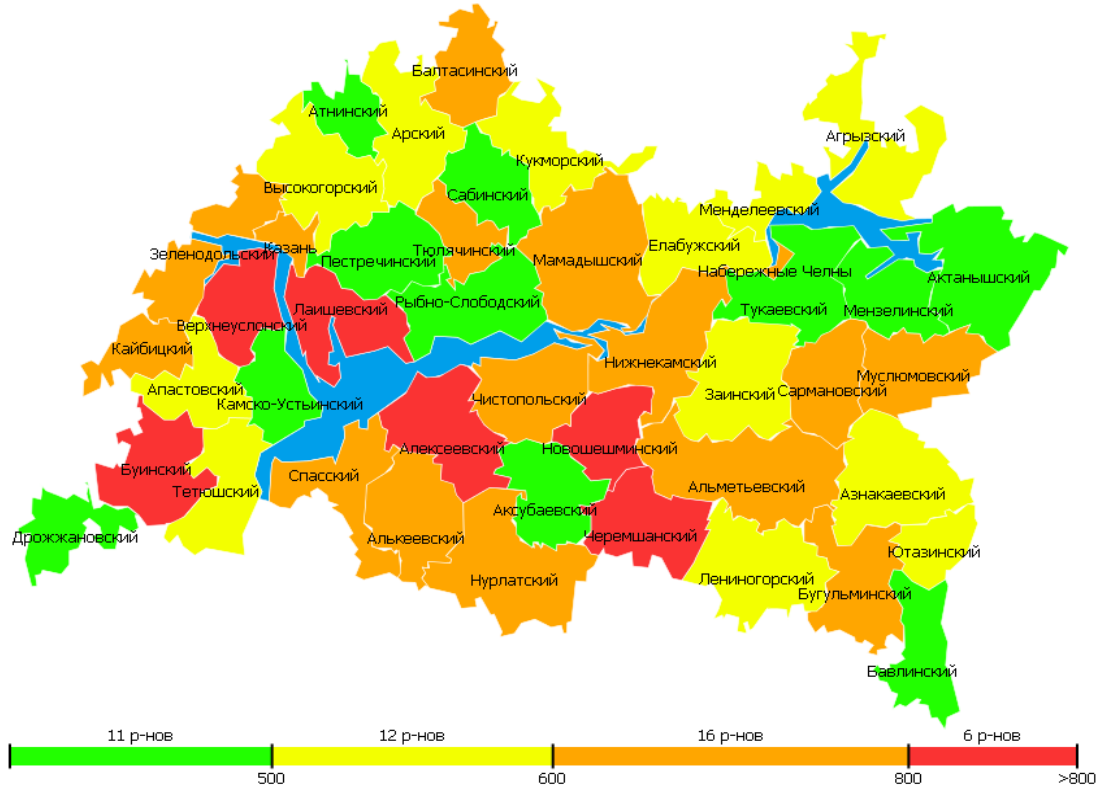 Балтасинский
Атнинский
Арский
Агрызский
Кукморский
Высокогорский
Сабинский
Менделеевский
Елабужский
Казань
Зеленодольский
Тюлячинский
Пестречинский
Мамадышский
Набережные Челны
Актанышский
Рыбно-Слободский
Лаишевский
Тукаевский
Мензелинский
Верхнеуслонский
Кайбицкий
Нижнекамский
Муслюмовский
Апастовский
Заинский
Сармановский
Чистопольский
Камско-Устьинский
Алексеевский
Новошешминский
Буинский
Спасский
Альметьевский
Тетюшский
Азнакаевский
Аксубаевский
Дрожжановский
Алькеевский
Черемшанский
Ютазинский
Нурлатский
Лениногорский
Бугульминский
Бавлинский
11 р-нов
12 р-нов
16 р-нов
6 р-нов
500
600
800
>800